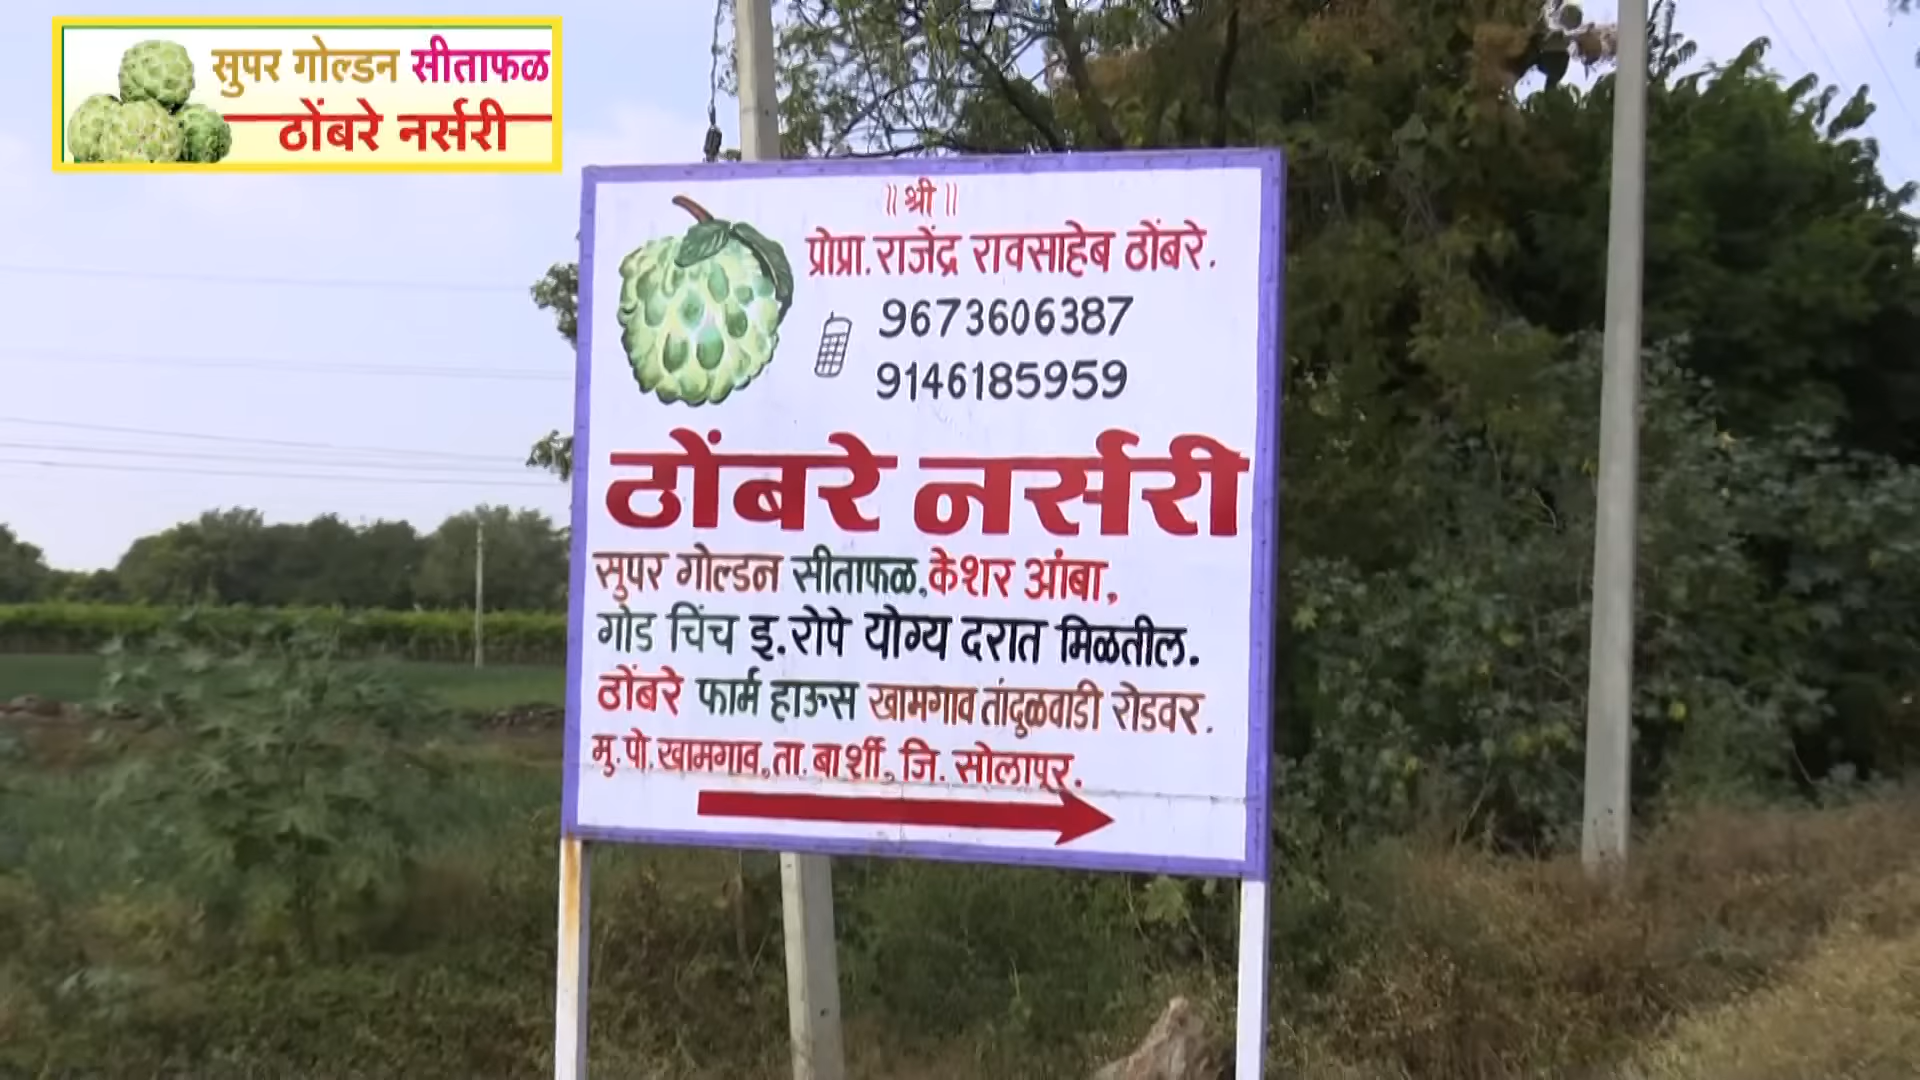 सुपर गोल्डन सीताफळ
ठोंबरे नर्सरी
॥ श्री ॥
प्रोप्रा. राजेंद्र रावसाहेब ठोंबरे.
9673606387
9146185959
ठोंबरे नर्सरी
सुपर गोल्डन सीताफळ, केशर आंबा,
गोड चिंच इ. रोपे योग्य दरात मिळतील.
ठोंबरे फार्म हाऊस खामगाव तांदुळवाडी रोडवर.
मु. पो. खामगाव, ता. बार्शी, जि. सोलापूर.